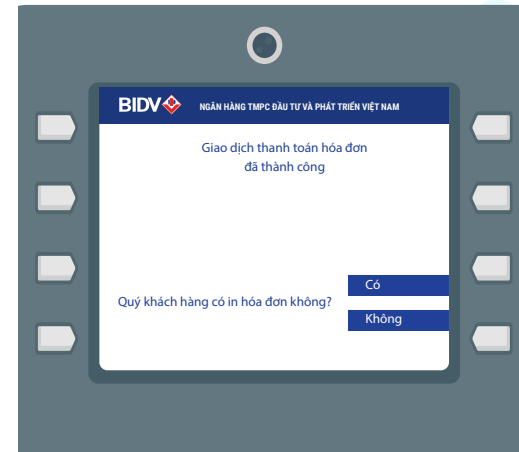 BIDV NGÂN HÀNG TMPC ĐẦU TƯ VÀ PHÁT TRIỂN VIỆT NAM
Giao dịch thanh toán hóa đơn
đã thành công
Có
Quý khách hàng có in hóa đơn không?
Không